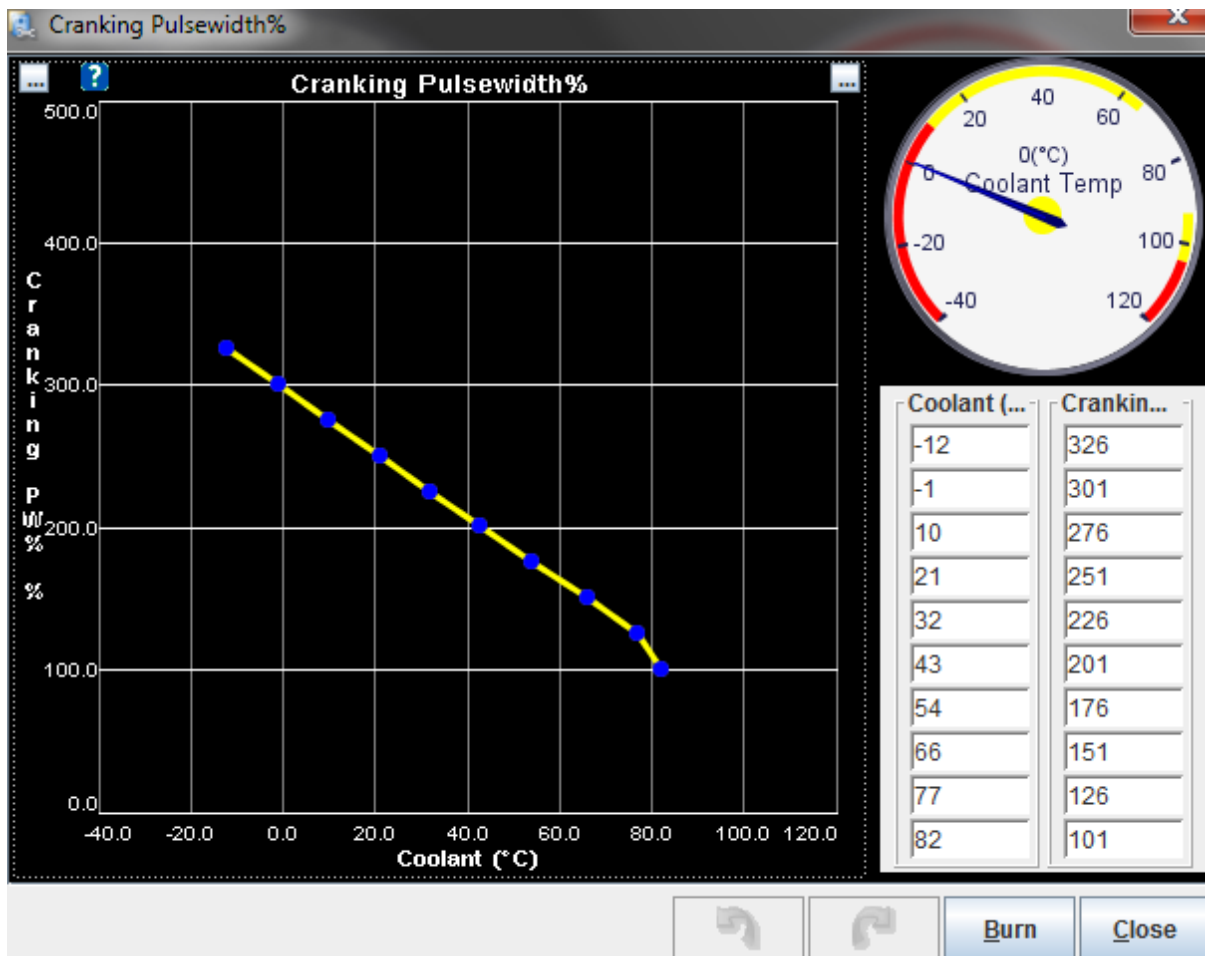 Cranking Pulsewidth%
x
...
?
Cranking Pulsewidth%
...
500.0
400.0
300.0
200.0
100.0
0.0
Cranking PW% %
-40.0 -20.0 0.0 20.0 40.0 60.0 80.0 100.0 120.0
Coolant (°C)
40
20 60
0(°C)
0 Coolant Temp 80
-20 100
-40 120
Coolant (... Crankin...
-12 326
-1 301
10 276
21 251
32 226
43 201
54 176
66 151
77 126
82 101
Burn Close